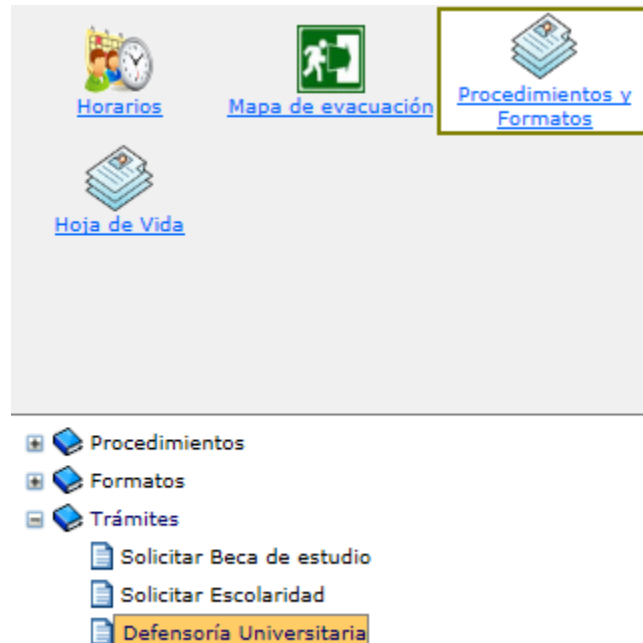 Horarios
Mapa de evacuación
Procedimientos y
Formatos
Hoja de Vida
Procedimientos
Formatos
Trámites
Solicitar Beca de estudio
Solicitar Escolaridad
Defensoría Universitaria